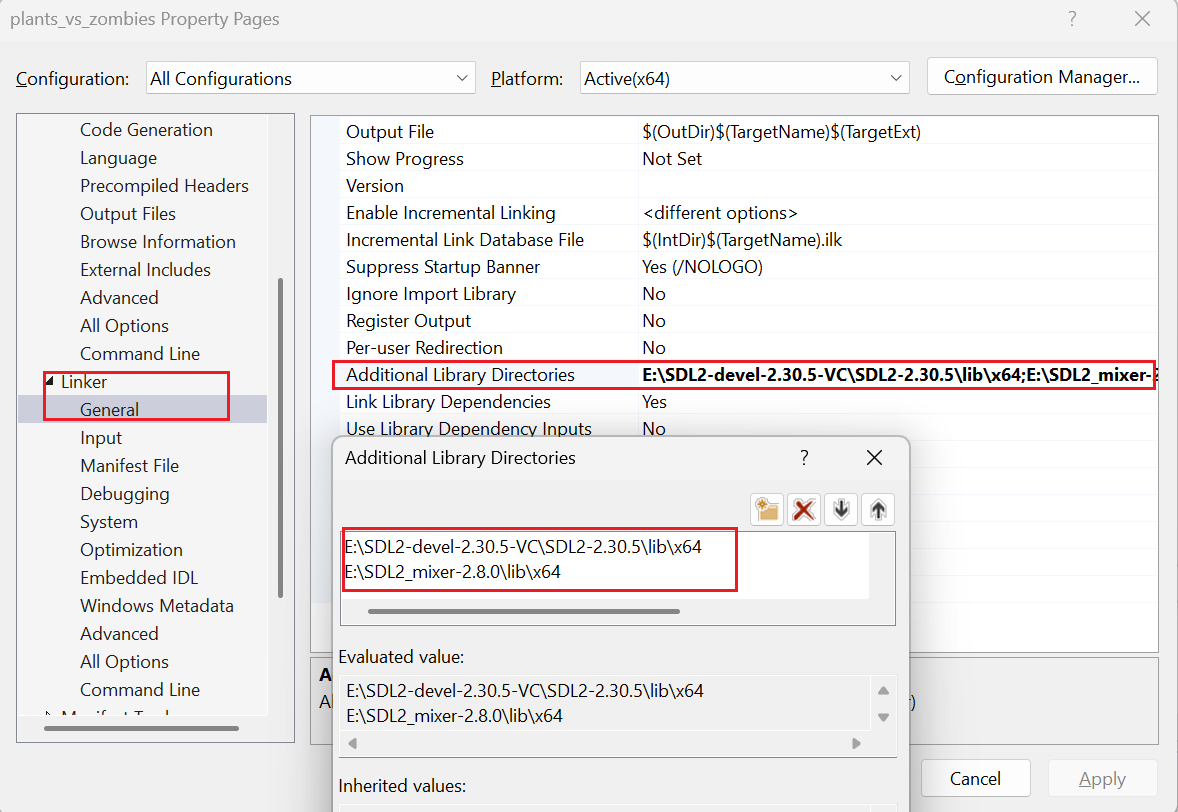 plants_vs_zombies Property Pages
Configuration: All Configurations Platform: Active(x64) Configuration Manager...
Code Generation
Language
Precompiled Headers
Output Files
Browse Information
External Includes
Advanced
All Options
Command Line
Linker
General
Input
Manifest File
Debugging
System
Optimization
Embedded IDL
Windows Metadata
Advanced
All Options
Command Line
Output File $(OutDir)$(TargetName)$(TargetExt)
Show Progress Not Set
Version
Enable Incremental Linking <different options>
Incremental Link Database File $(IntDir)$(TargetName).ilk
Suppress Startup Banner Yes (/NOLOGO)
Ignore Import Library No
Register Output No
Per-user Redirection No
Additional Library Directories E:\SDL2-devel-2.30.5-VC\SDL2-2.30.5\lib\x64;E:\SDL2_mixer-2
Link Library Dependencies Yes
Use Library Dependency Inputs No
Additional Library Directories
E:\SDL2-devel-2.30.5-VC\SDL2-2.30.5\lib\x64
E:\SDL2_mixer-2.8.0\lib\x64
Evaluated value:
E:\SDL2-devel-2.30.5-VC\SDL2-2.30.5\lib\x64
E:\SDL2_mixer-2.8.0\lib\x64
Inherited values:
Cancel Apply